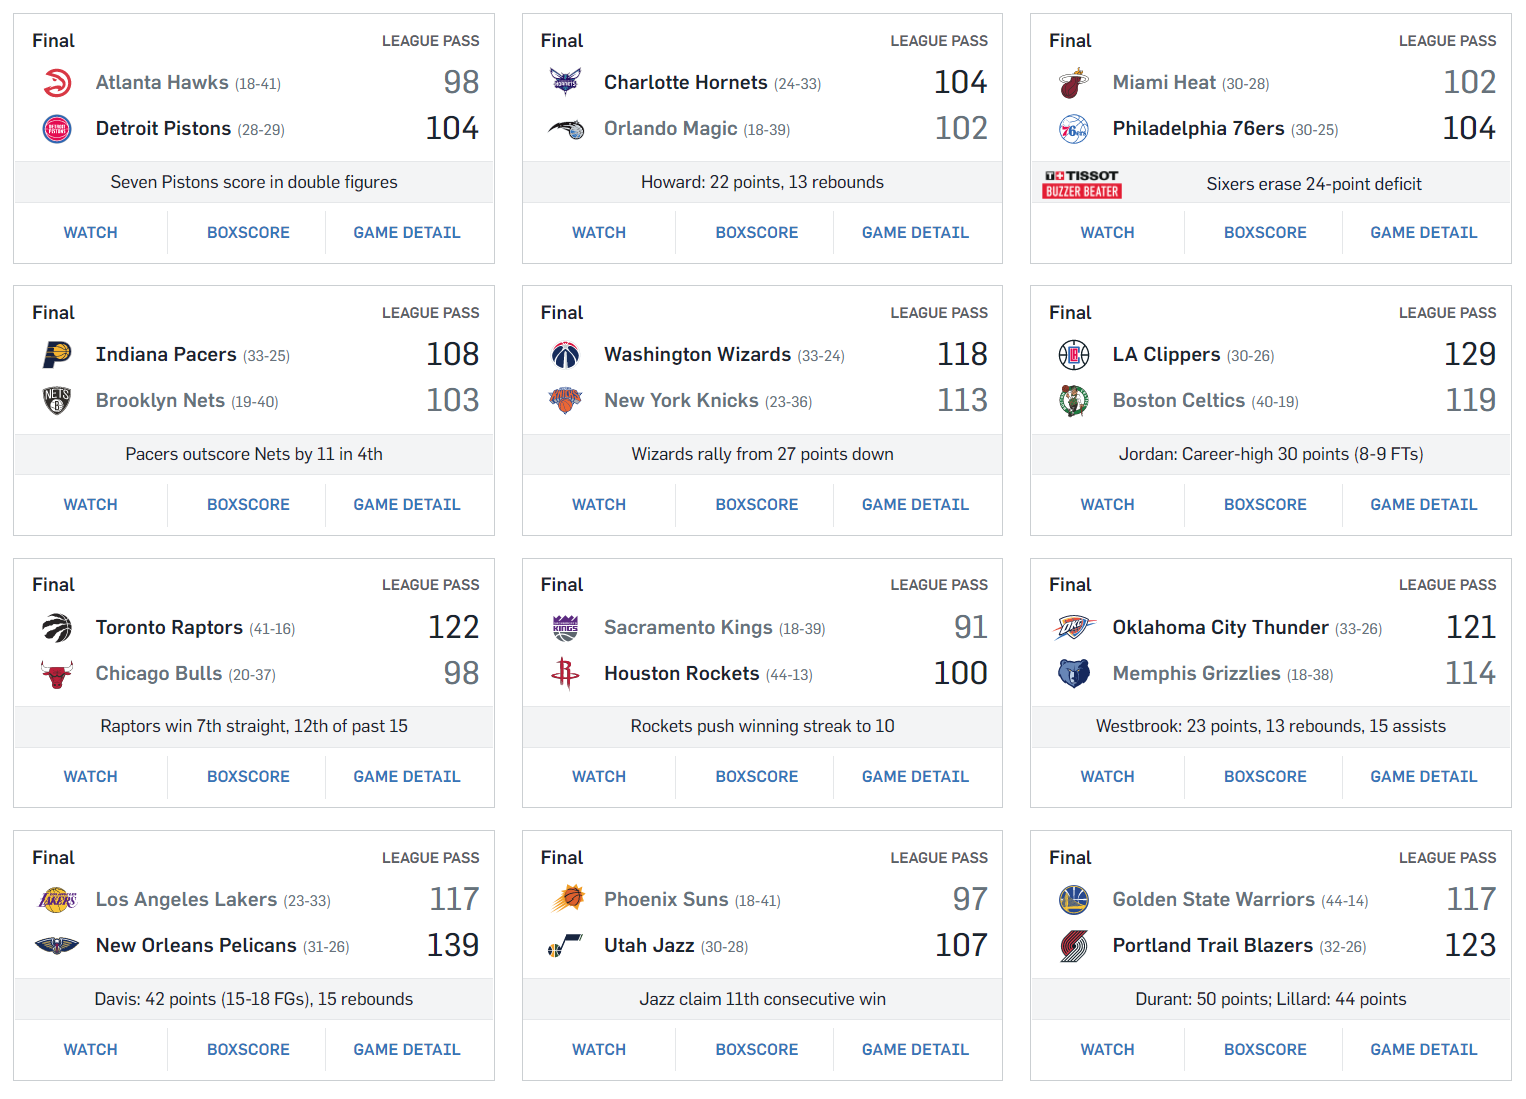 Final LEAGUE PASS
Atlanta Hawks (18-41) 98
Detroit Pistons (28-29) 104
Seven Pistons score in double figures
WATCH BOXSCORE GAME DETAIL
Final LEAGUE PASS
Charlotte Hornets (24-33) 104
Orlando Magic (18-39) 102
Howard: 22 points, 13 rebounds
WATCH BOXSCORE GAME DETAIL
Final LEAGUE PASS
Miami Heat (30-28) 102
Philadelphia 76ers (30-25) 104
TISSOT
BUZZER BEATER
Sixers erase 24-point deficit
WATCH BOXSCORE GAME DETAIL
Final LEAGUE PASS
Indiana Pacers (33-25) 108
Brooklyn Nets (19-40) 103
Pacers outscore Nets by 11 in 4th
WATCH BOXSCORE GAME DETAIL
Final LEAGUE PASS
Washington Wizards (33-24) 118
New York Knicks (23-36) 113
Wizards rally from 27 points down
WATCH BOXSCORE GAME DETAIL
Final LEAGUE PASS
LA Clippers (30-26) 129
Boston Celtics (40-19) 119
Jordan: Career-high 30 points (8-9 FTs)
WATCH BOXSCORE GAME DETAIL
Final LEAGUE PASS
Toronto Raptors (41-16) 122
Chicago Bulls (20-37) 98
Raptors win 7th straight, 12th of past 15
WATCH BOXSCORE GAME DETAIL
Final LEAGUE PASS
Sacramento Kings (18-39) 91
Houston Rockets (44-13) 100
Rockets push winning streak to 10
WATCH BOXSCORE GAME DETAIL
Final LEAGUE PASS
Oklahoma City Thunder (33-26) 121
Memphis Grizzlies (18-38) 114
Westbrook: 23 points, 13 rebounds, 15 assists
WATCH BOXSCORE GAME DETAIL
Final LEAGUE PASS
Los Angeles Lakers (23-33) 117
New Orleans Pelicans (31-26) 139
Davis: 42 points (15-18 FGs), 15 rebounds
WATCH BOXSCORE GAME DETAIL
Final LEAGUE PASS
Phoenix Suns (18-41) 97
Utah Jazz (30-28) 107
Jazz claim 11th consecutive win
WATCH BOXSCORE GAME DETAIL
Final LEAGUE PASS
Golden State Warriors (44-14) 117
Portland Trail Blazers (32-26) 123
Durant: 50 points; Lillard: 44 points
WATCH BOXSCORE GAME DETAIL